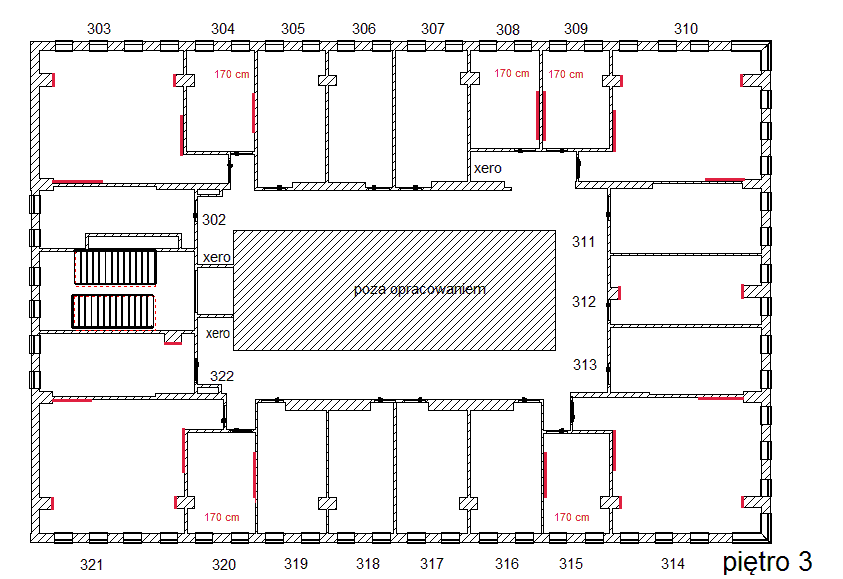 303 304 305 306 307 308 309 310
170 cm 170 cm 170 cm
xero
302
311
xero
poza opracowaniem
312
xero
313
322
170 cm 170 cm
321 320 319 318 317 316 315 314
piętro 3